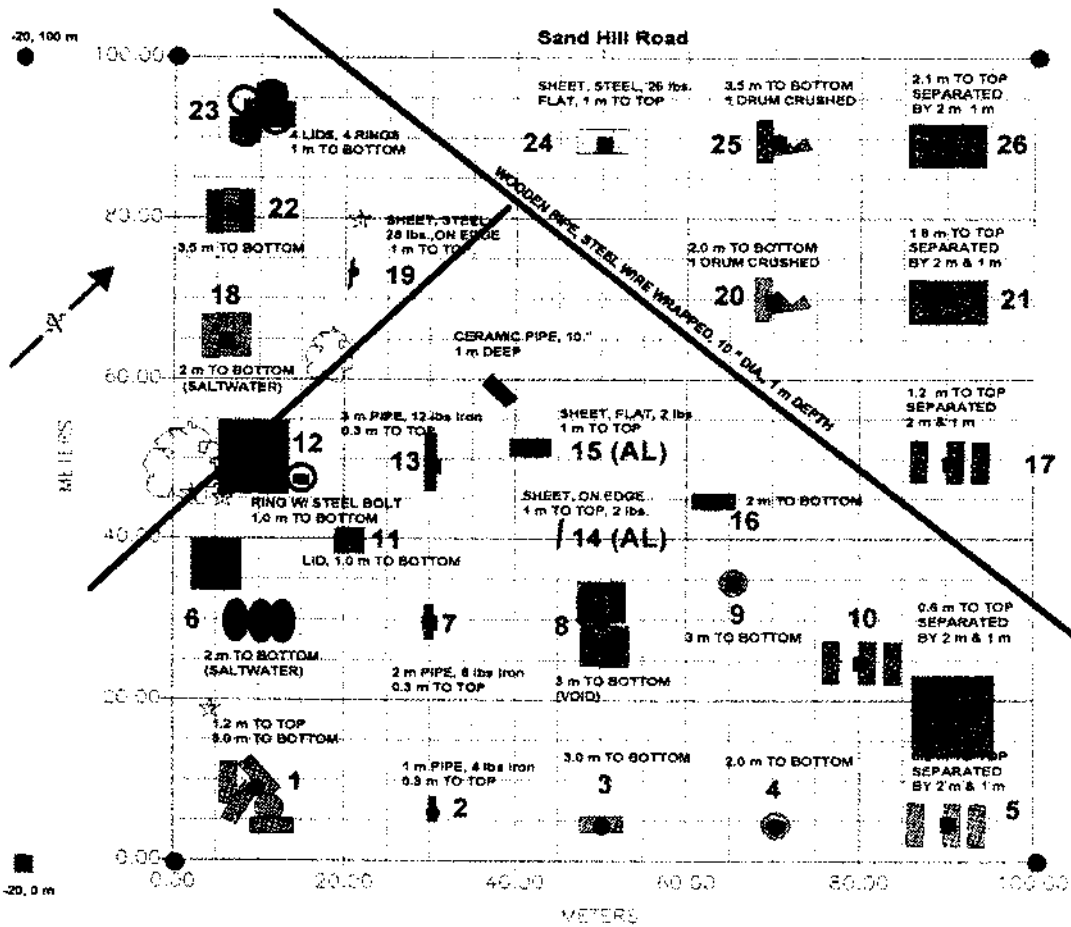 -20, 100 m
Sand Hill Road
100.00
23
4 LIDS, 4 RINGS
1 m TO BOTTOM
SHEET, STEEL, 26 lbs.
FLAT, 1 m TO TOP
24
3.5 m TO BOTTOM
1 DRUM CRUSHED
25
2.1 m TO TOP
SEPARATED
BY 2 m 1 m
26
WOODEN PIPE, STEEL WIRE WRAPPED, 10 " DIA., 1 m DEPTH
80.00
22
3.5 m TO BOTTOM
SHEET, STEEL
28 lbs., ON EDGE
1 m TO TOP
19
2.0 m TO BOTTOM
1 DRUM CRUSHED
20
1.8 m TO TOP
SEPARATED
BY 2 m & 1 m
21
N
18
2 m TO BOTTOM
(SALTWATER)
CERAMIC PIPE, 10."
1 m DEEP
60.00
METERS
12
RING W/ STEEL BOLT
1.0 m TO BOTTOM
3 m PIPE, 12 lbs Iron
0.3 m TO TOP
13
SHEET, FLAT, 2 lbs.
1 m TO TOP
15 (AL)
1.2 m TO TOP
SEPARATED
2 m & 1 m
17
SHEET, ON EDGE
1 m TO TOP, 2 lbs.
14 (AL)
2 m TO BOTTOM
16
40.00
11
LID, 1.0 m TO BOTTOM
6
2 m TO BOTTOM
(SALTWATER)
7
2 m PIPE, 8 lbs Iron
0.3 m TO TOP
8
3 m TO BOTTOM
(VOID)
9
3 m TO BOTTOM
10
0.6 m TO TOP
SEPARATED
BY 2 m & 1 m
20.00
1.2 m TO TOP
TO BOTTOM
1
1 m PIPE, 4 lbs Iron
0.3 m TO TOP
2
3.0 m TO BOTTOM
3
2.0 m TO BOTTOM
4
TOP
SEPARATED
BY 2 m & 1 m
5
0.00
-20, 0 m
0.00
20.00
40.00
60.00
80.00
100.00
METERS